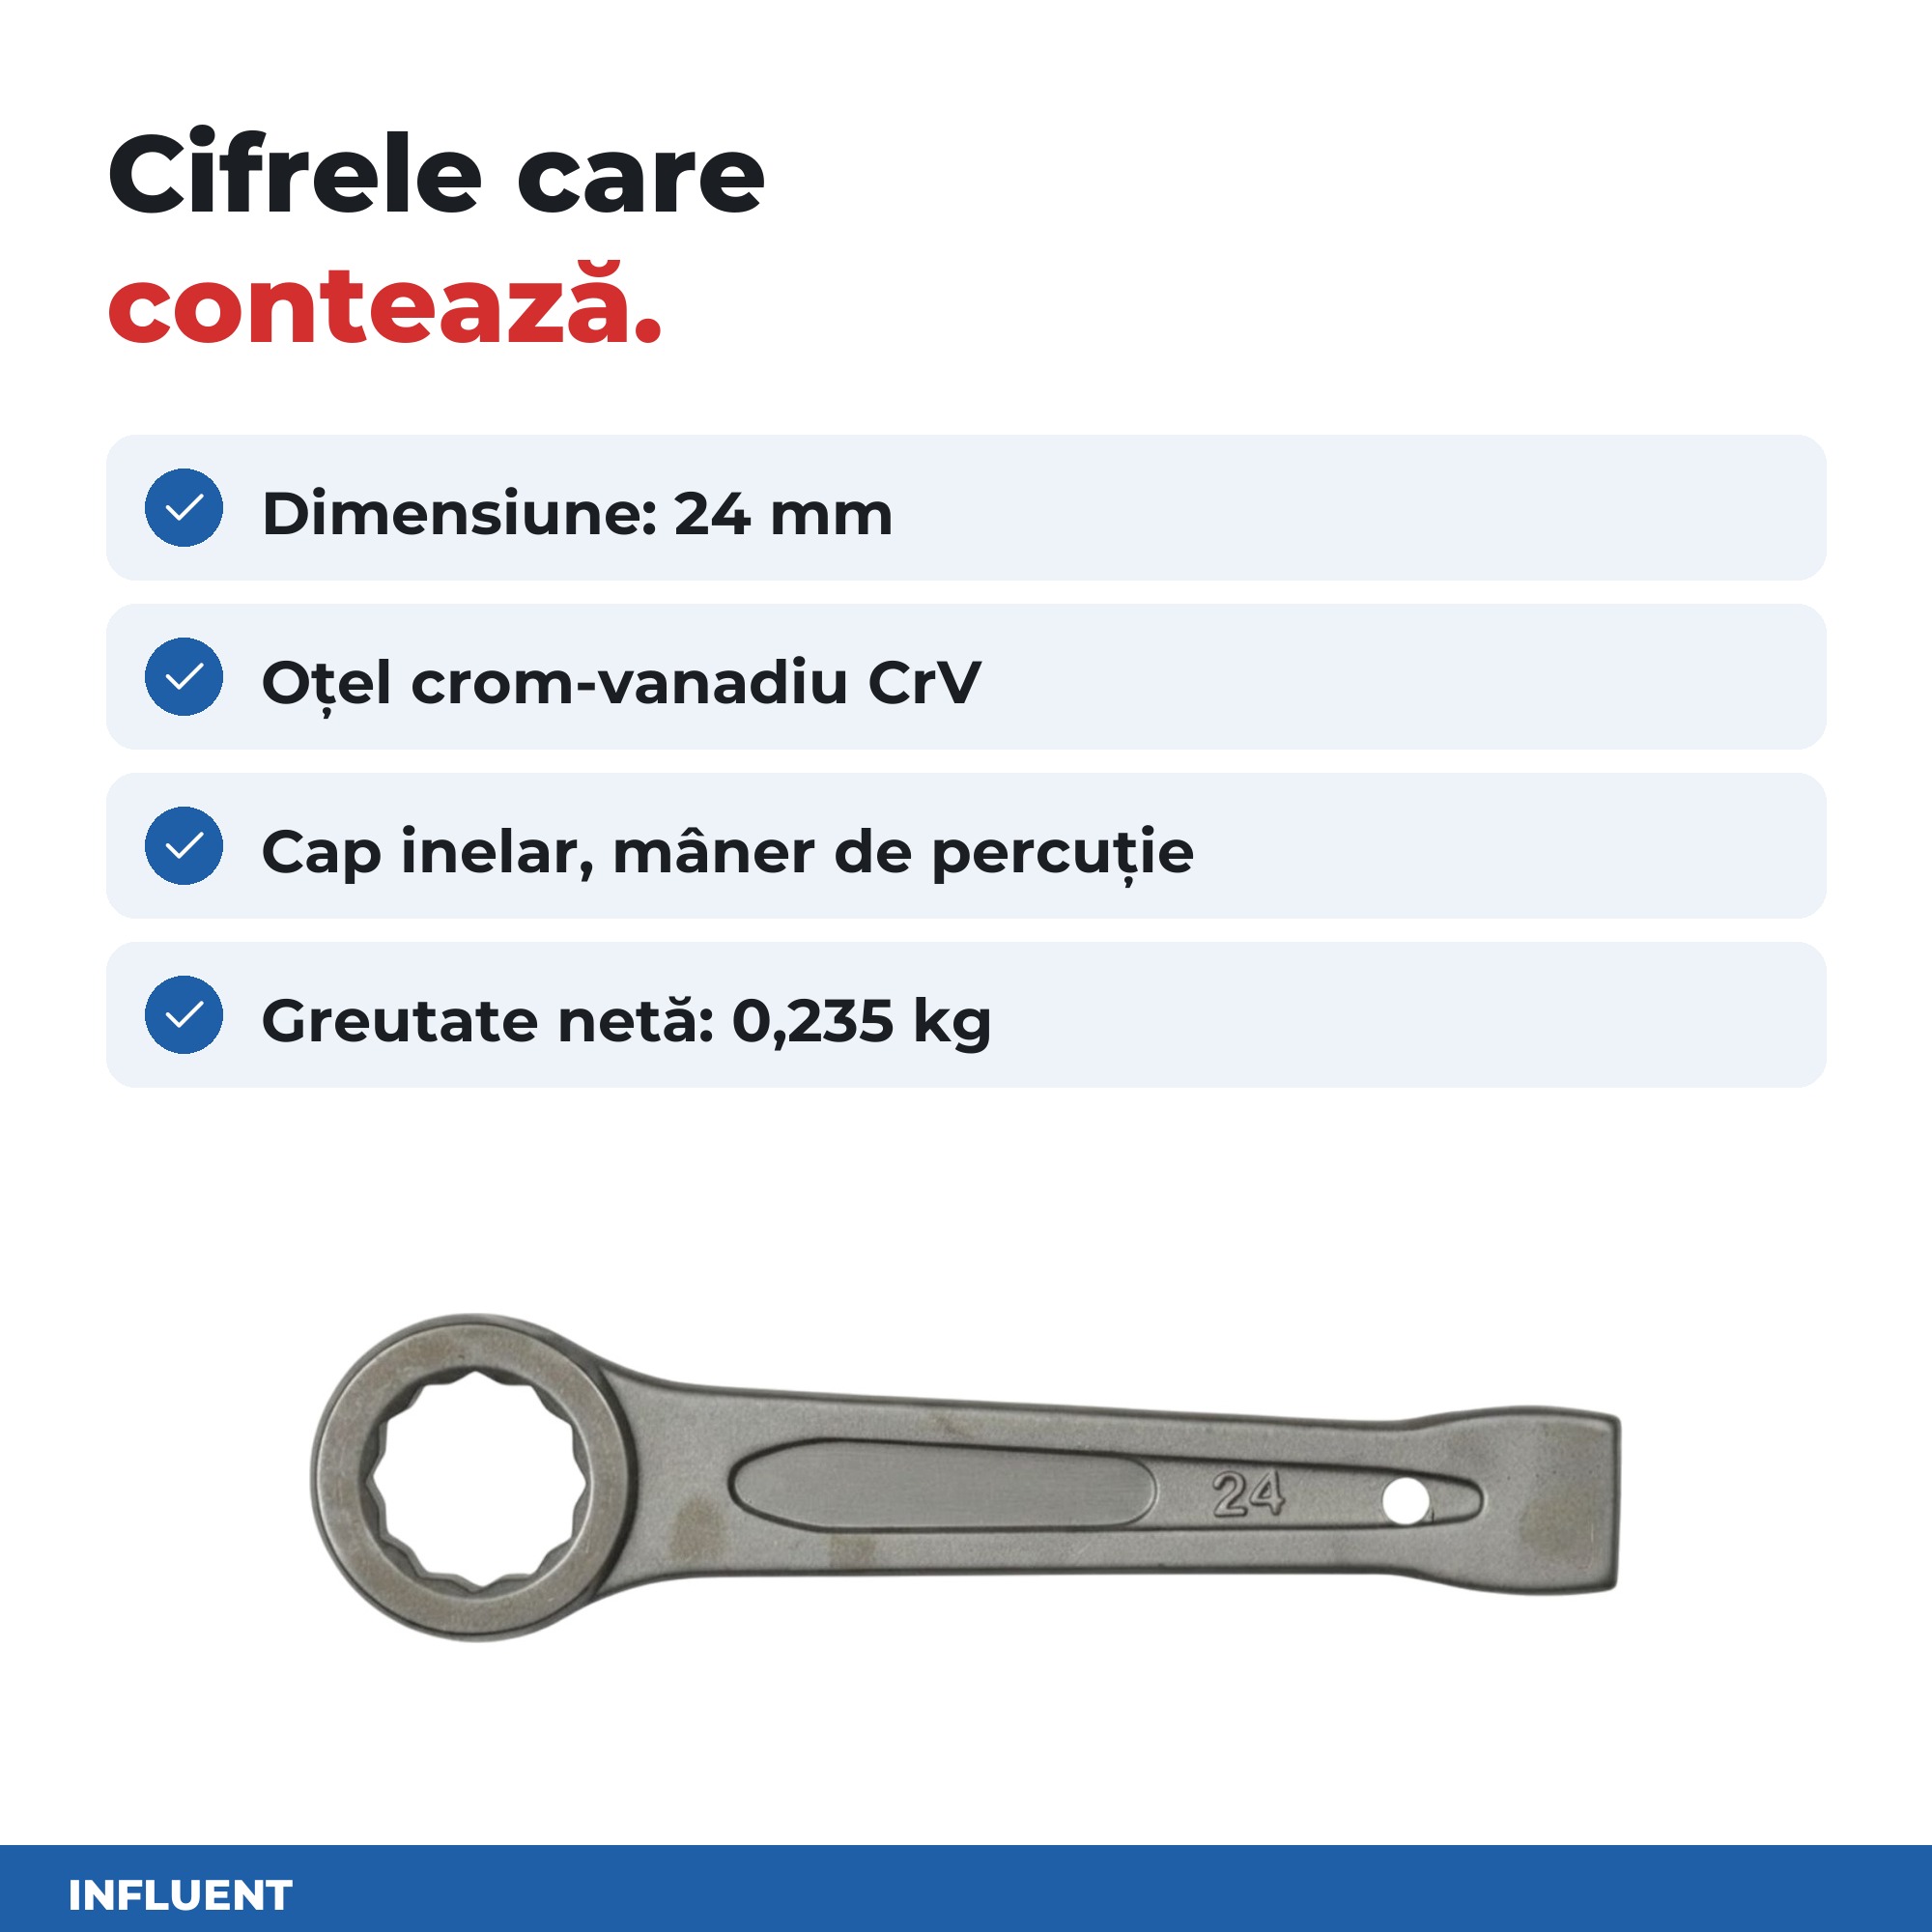 Cifrele care
contează.
Dimensiune: 24 mm
Oțel crom-vanadiu CrV
Cap inelar, mâner de percuție
Greutate netă: 0,235 kg
24
INFLUENT